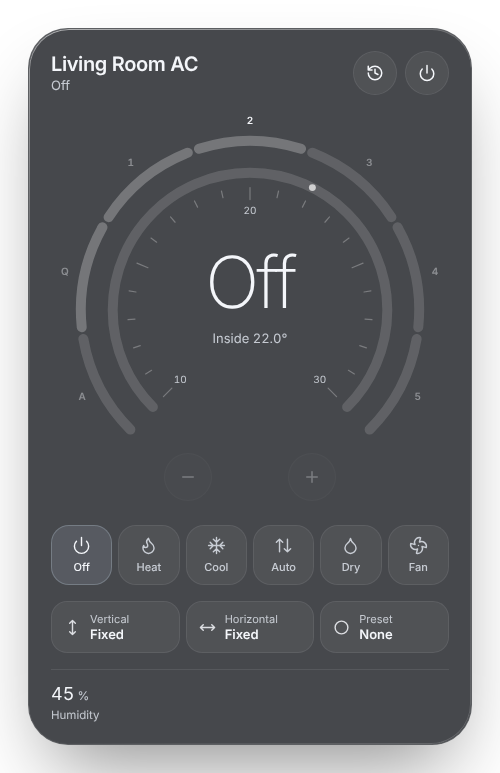 Living Room AC
Off
2
1
3
20
Q
4
Off
Inside 22.0°
10
30
A
5
Off
Heat
Cool
Auto
Dry
Fan
Vertical
Fixed
Horizontal
Fixed
Preset
None
45 %
Humidity